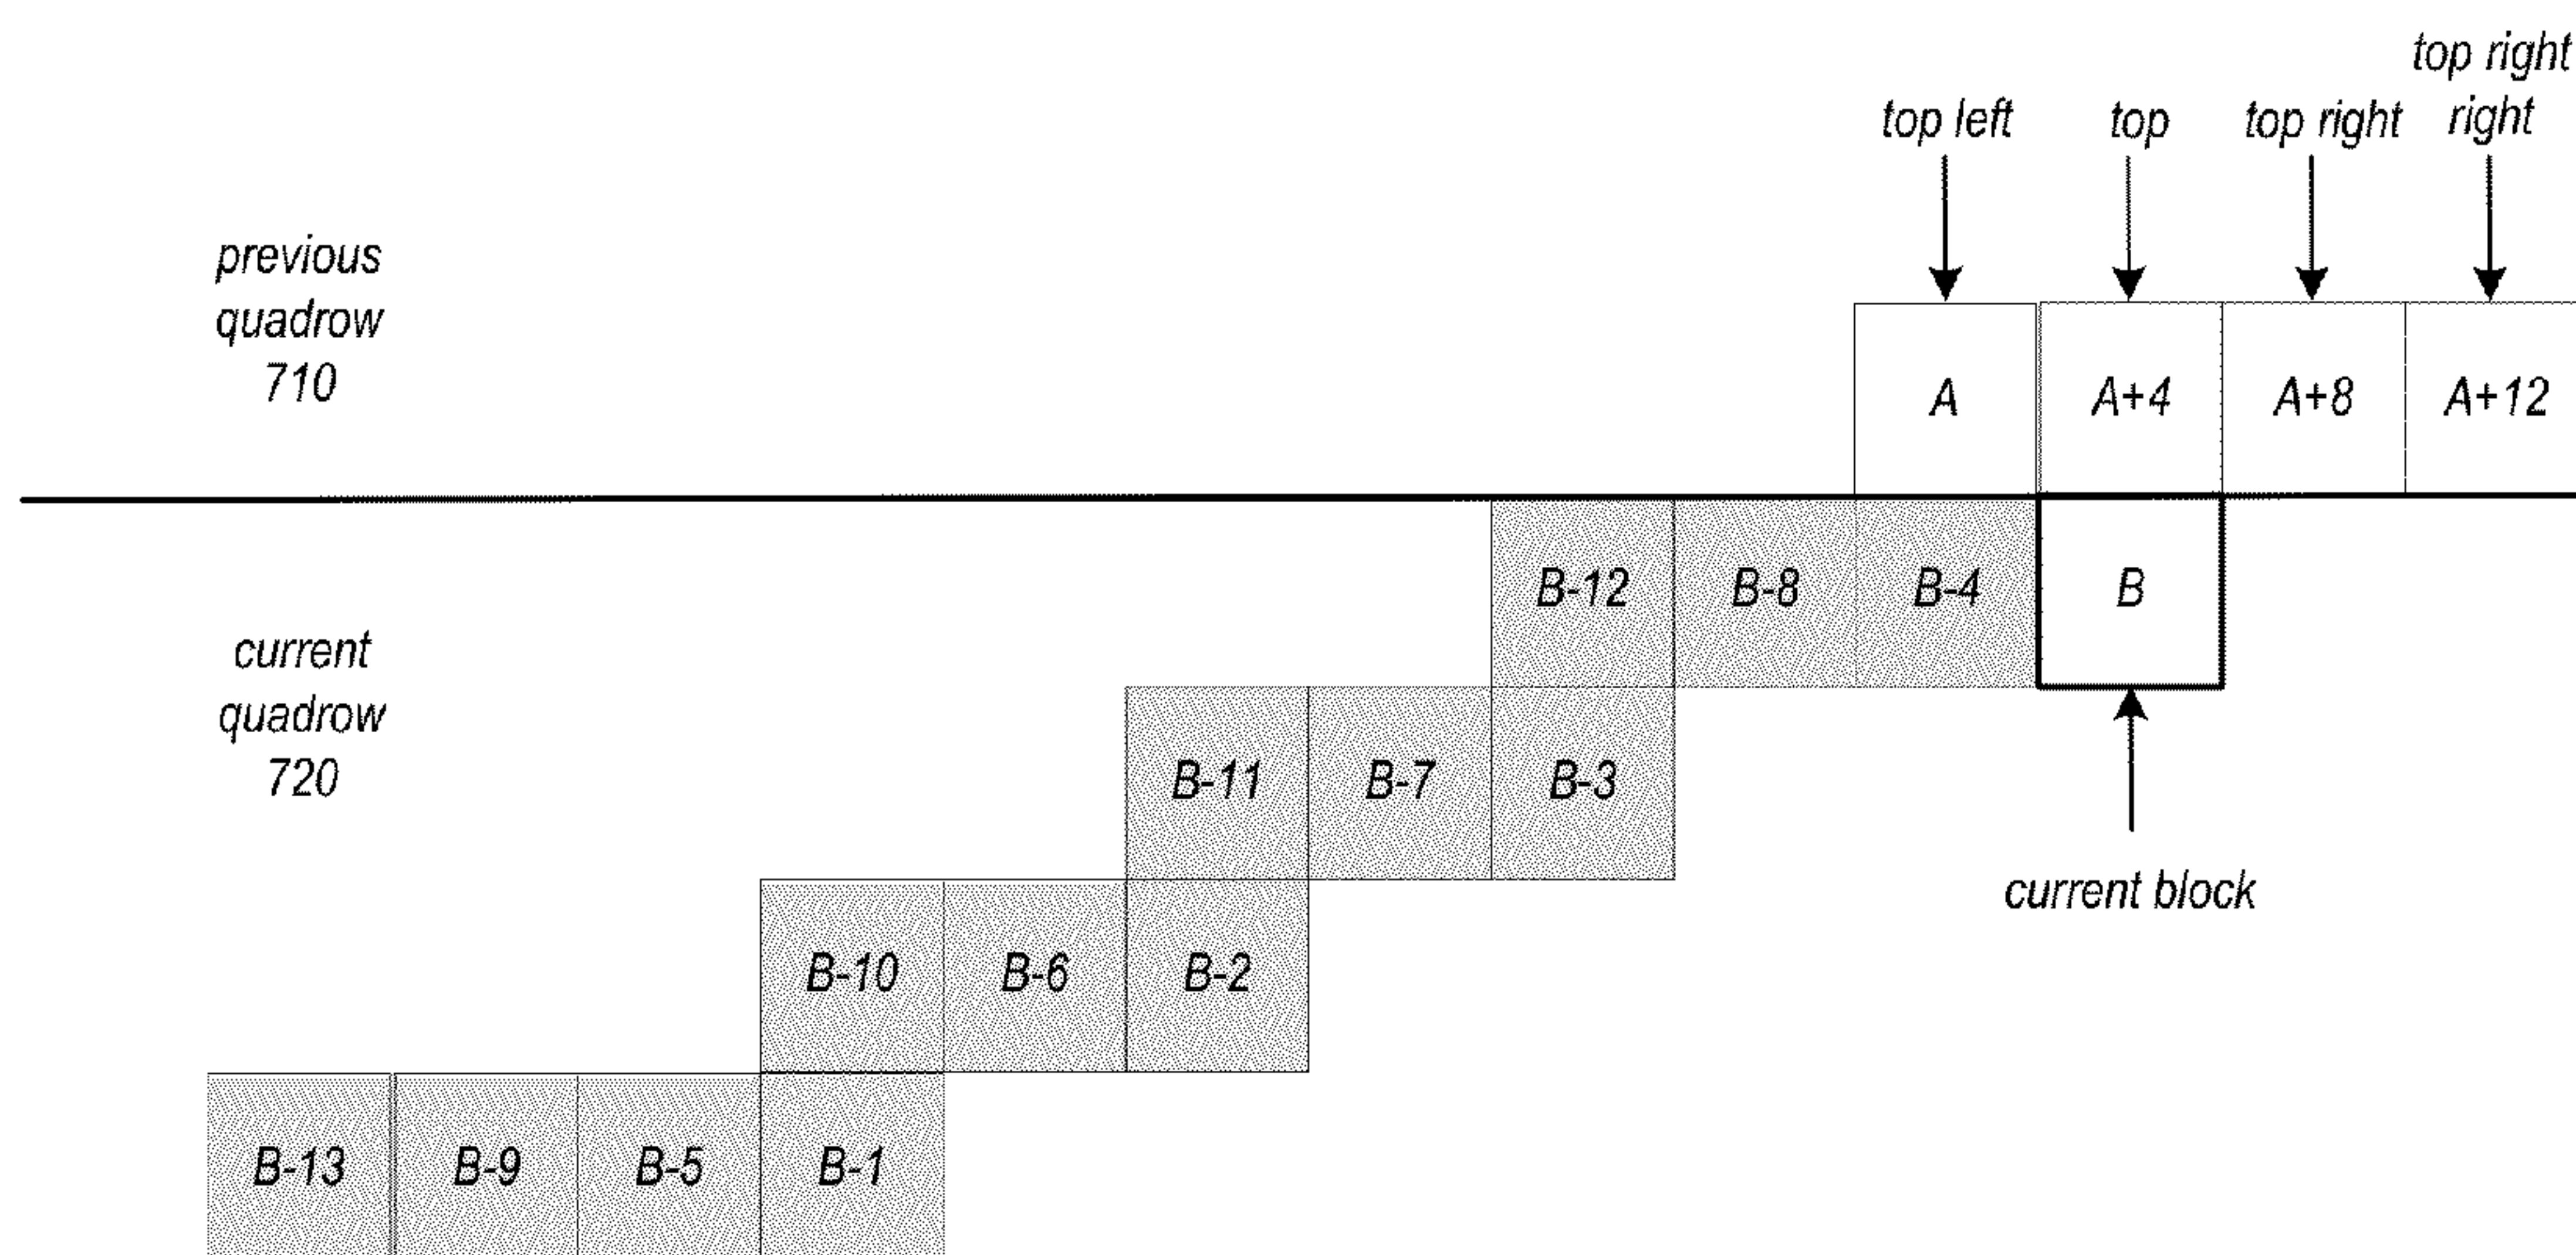 top right
right
top left
top
top right
previous
quadrow
710
A
A+4
A+8
A+12
B-12
B-8
B-4
B
current
quadrow
720
B-11
B-7
B-3
current block
B-10
B-6
B-2
B-13
B-9
B-5
B-1